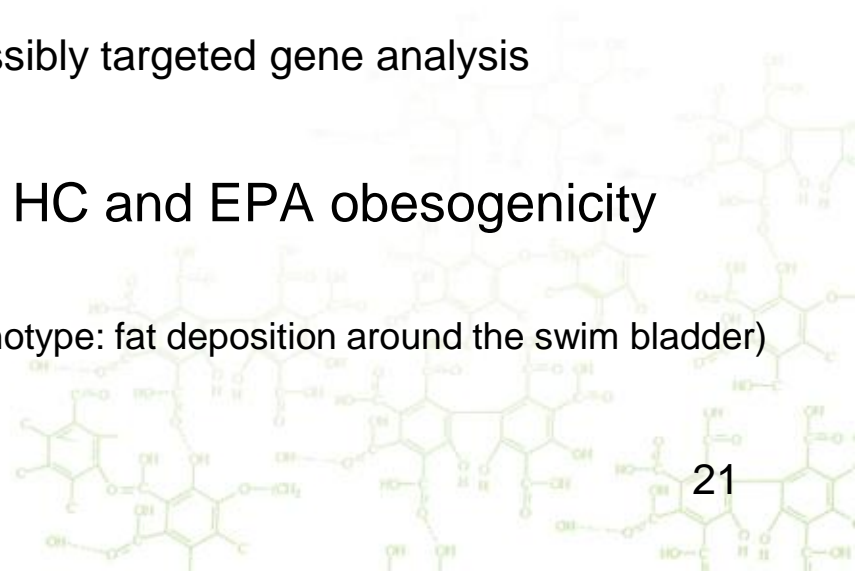 ssibly targeted gene analysis
HC and EPA obesogenicity
notype: fat deposition around the swim bladder)
21